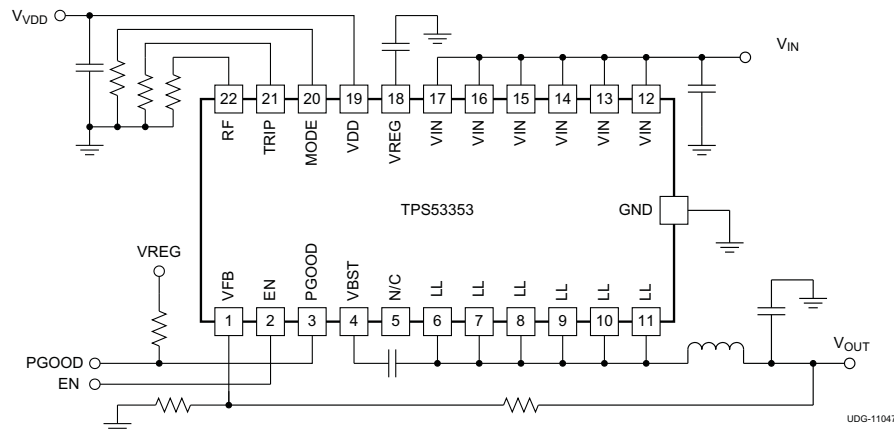 VVDD
VIN
22 21 20 19 18 17 16 15 14 13 12
RF TRIP MODE VDD VREG VIN VIN VIN VIN VIN VIN
TPS53353
GND
VREG
VFB EN PGOOD VBST N/C LL LL LL LL LL LL
1 2 3 4 5 6 7 8 9 10 11
VOUT
PGOOD
EN
UDG-11047